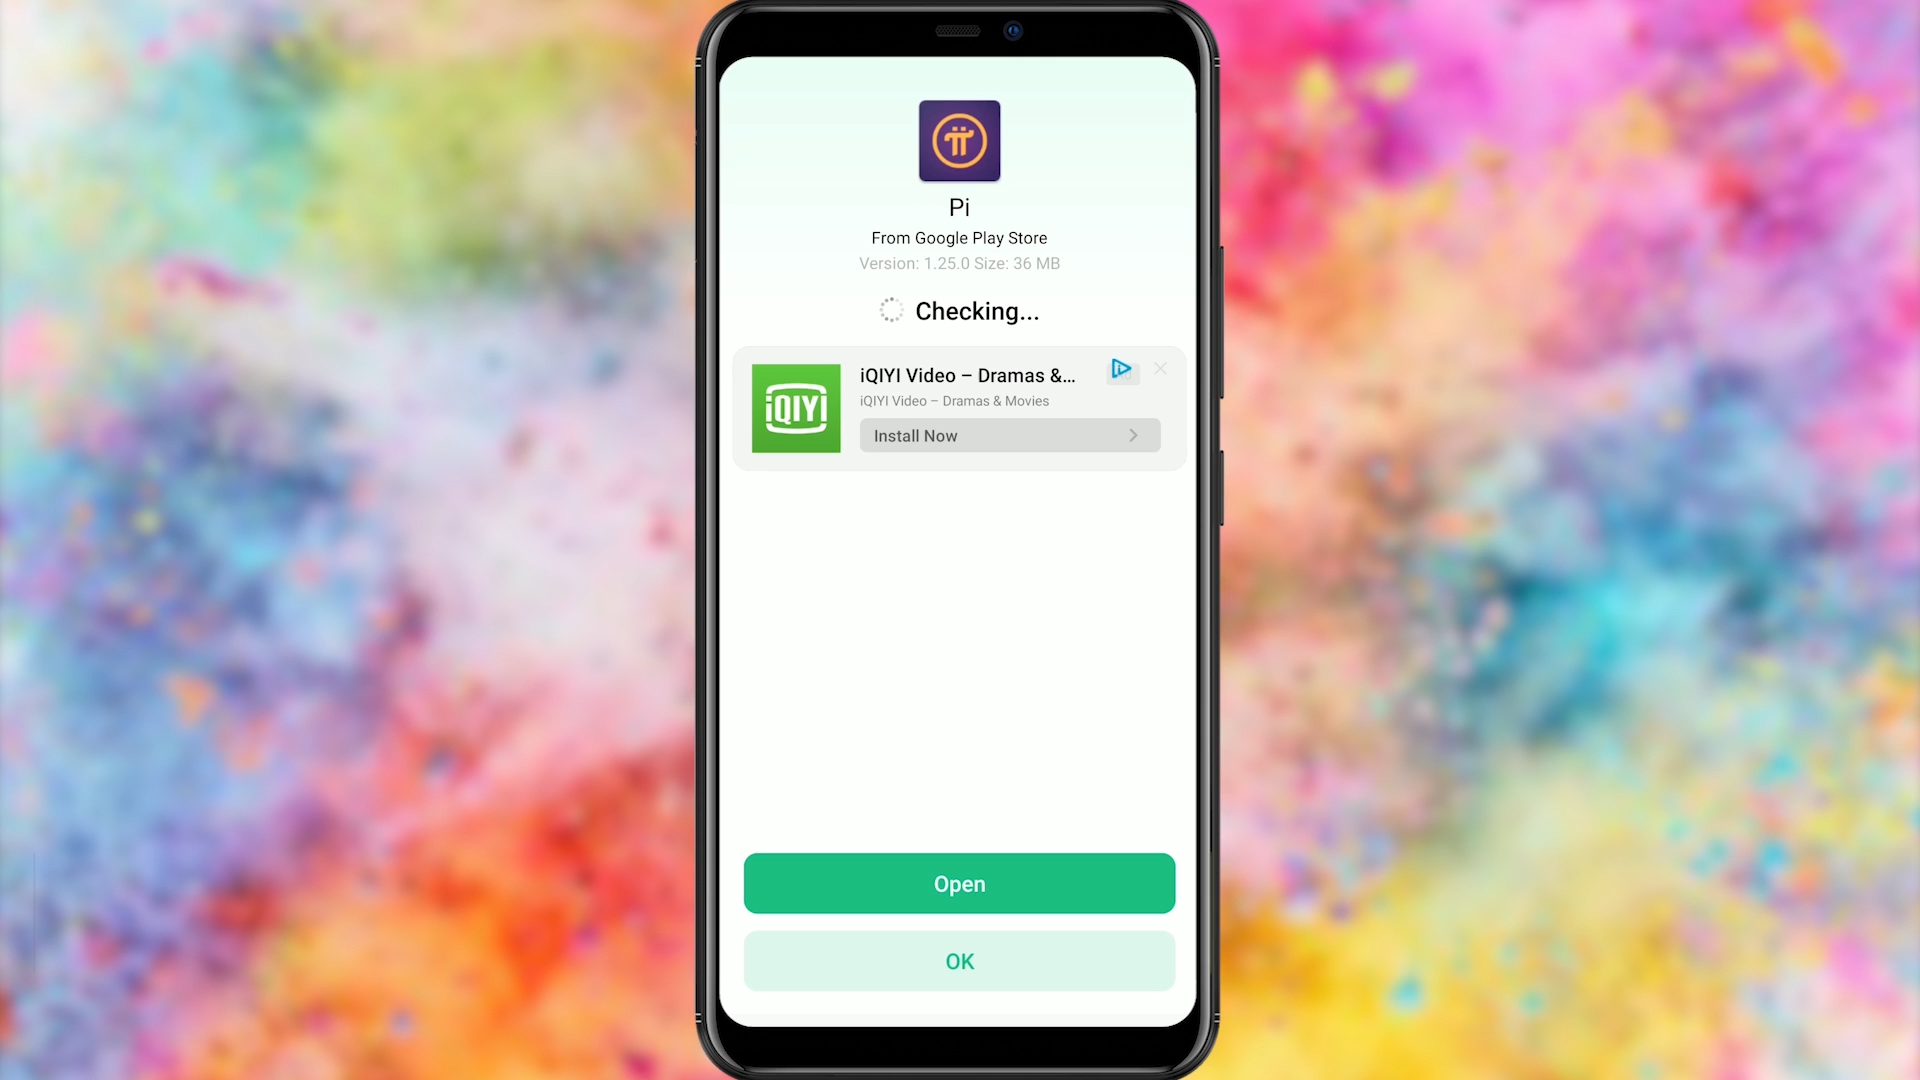 Pi
From Google Play Store
Version: 1.25.0 Size: 36 MB
Checking...
iQIYI Video – Dramas &...
iQIYI
iQIYI Video – Dramas & Movies
Install Now
Open
OK